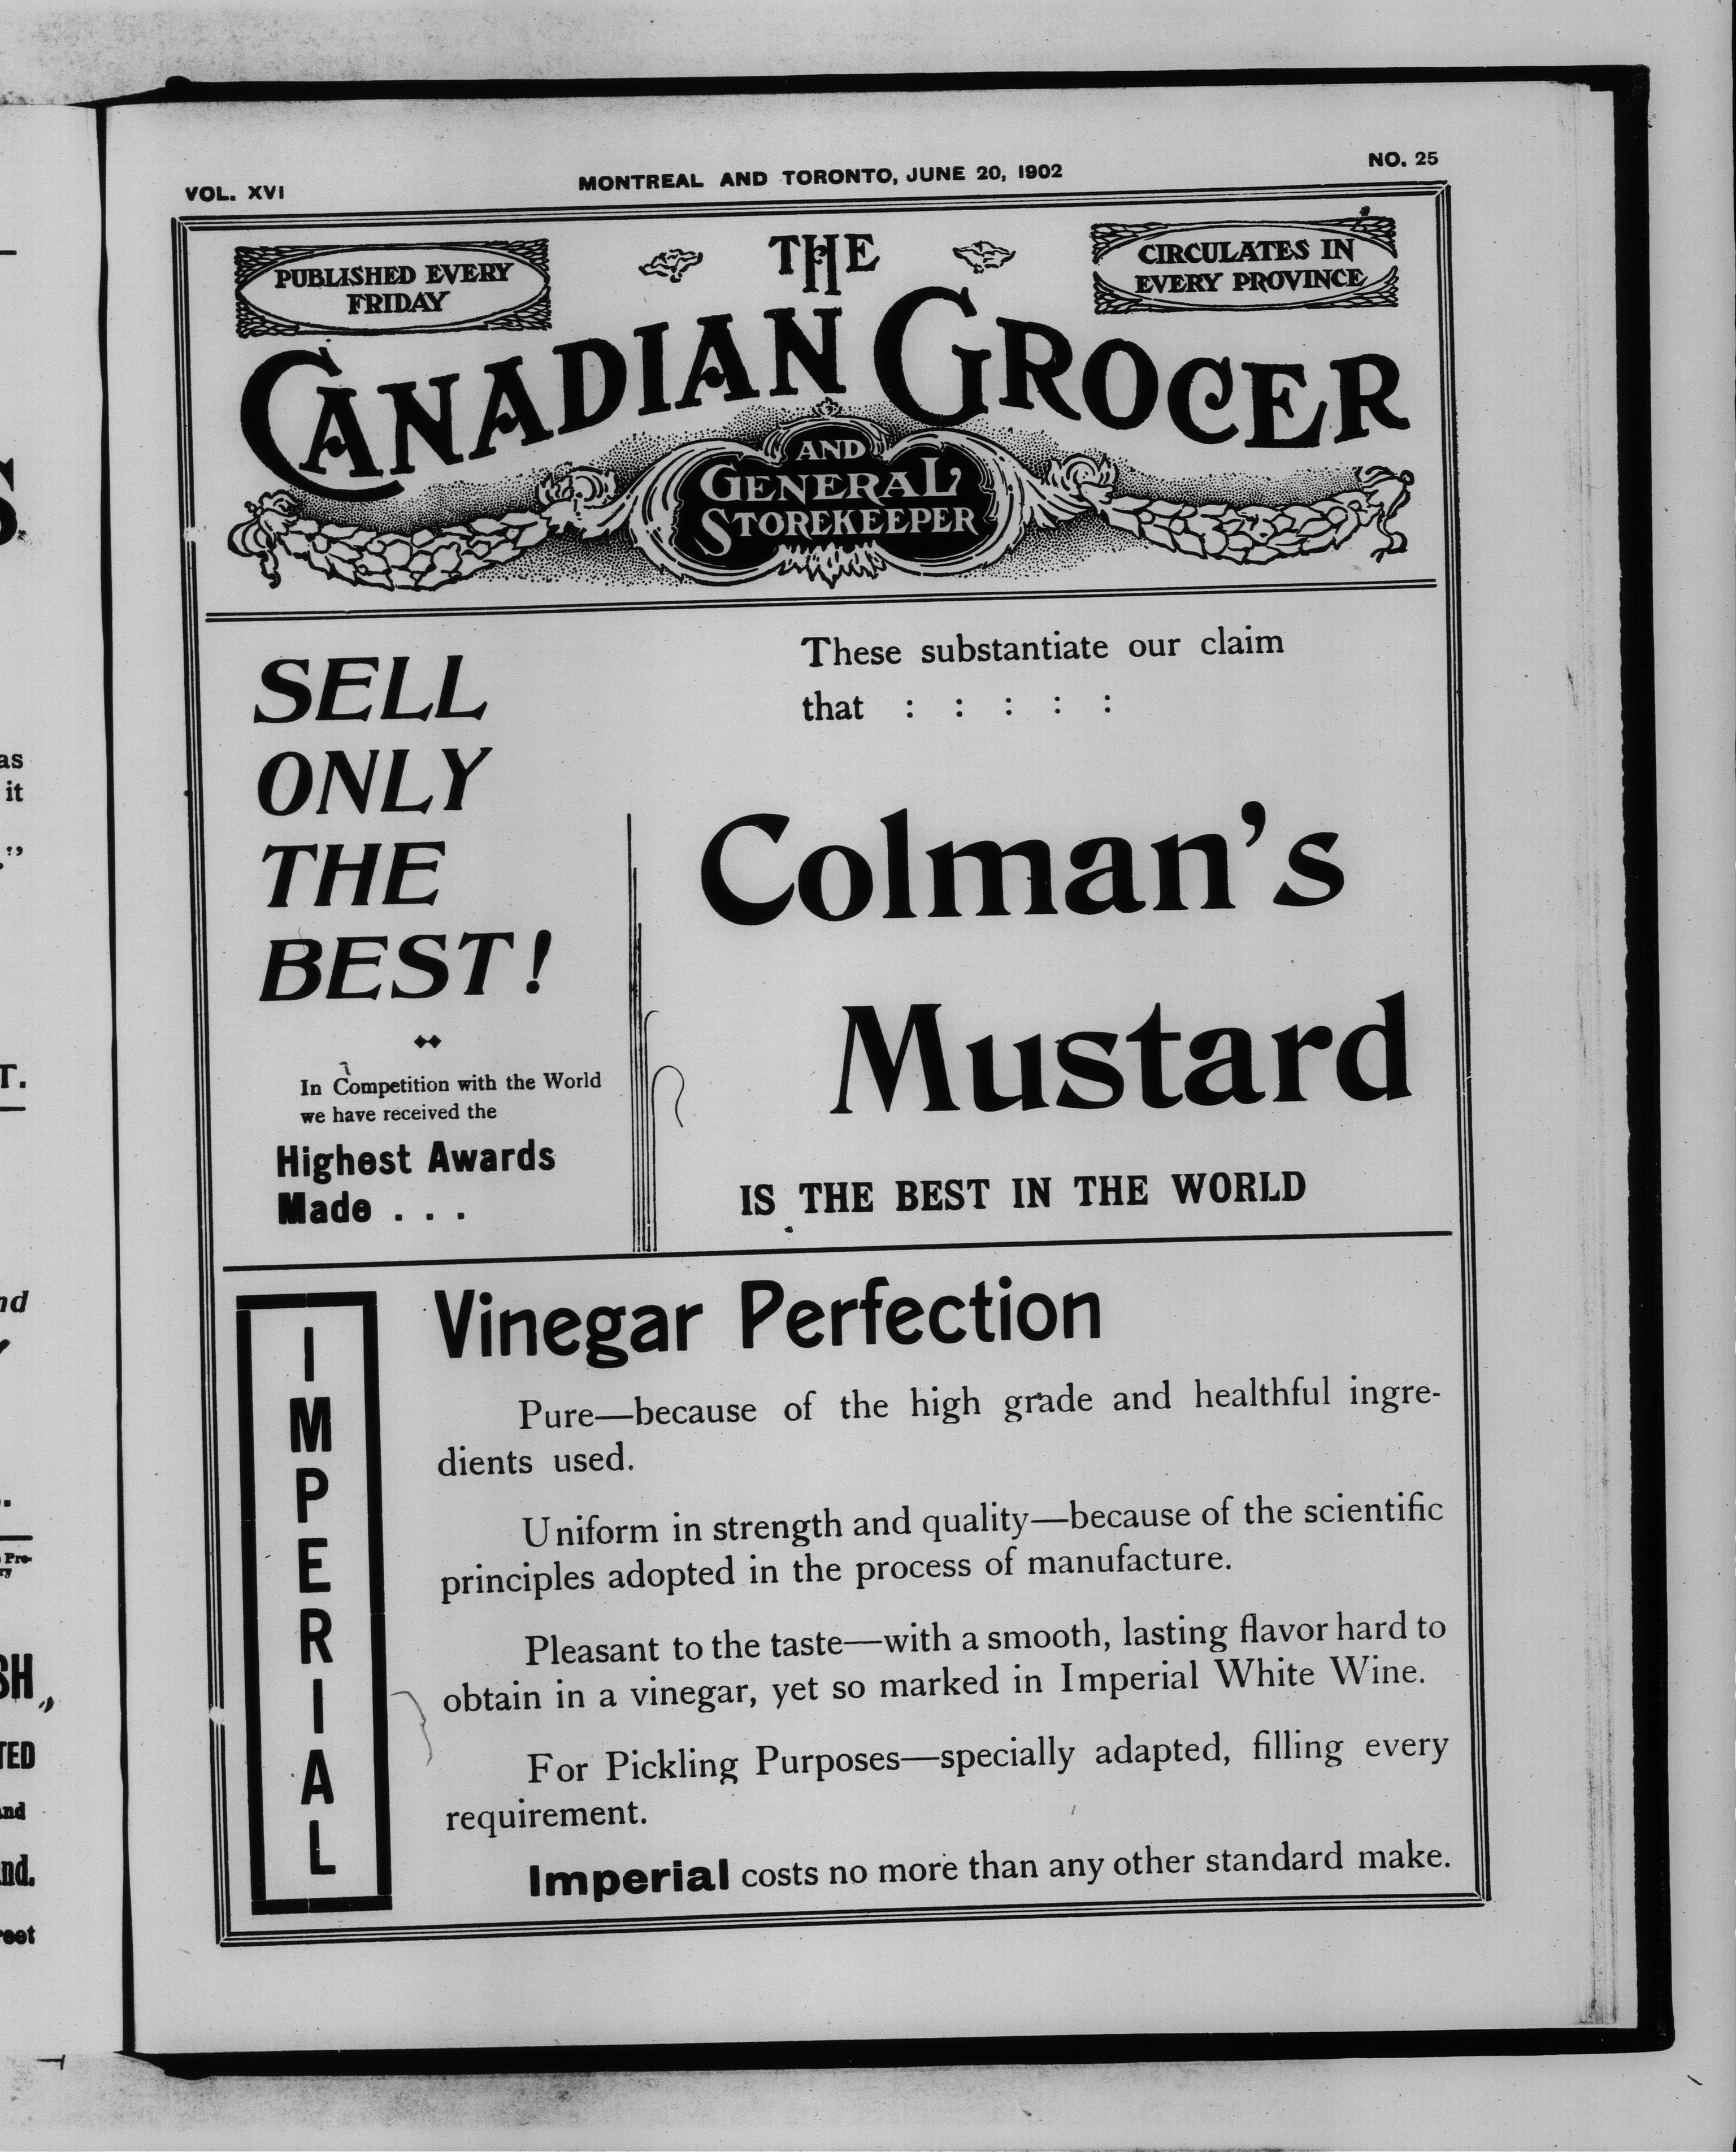 VOL. XVI
MONTREAL AND TORONTO, JUNE 20, 1902
NO. 25
PUBLISHED EVERY
FRIDAY
THE
CIRCULATES IN
EVERY PROVINCE
CANADIAN GROCER
AND
GENERAL
STOREKEEPER
SELL
ONLY
THE
BEST!
In Competition with the World
we have received the
Highest Awards
Made . . .
These substantiate our claim
that : : : : :
Colman's
Mustard
IS THE BEST IN THE WORLD
IMPERIAL
Vinegar Perfection
Pure—because of the high grade and healthful ingre-
dients used.
Uniform in strength and quality—because of the scientific
principles adopted in the process of manufacture.
Pleasant to the taste—with a smooth, lasting flavor hard to
obtain in a vinegar, yet so marked in Imperial White Wine.
For Pickling Purposes—specially adapted, filling every
requirement.
Imperial costs no more than any other standard make.
as
it